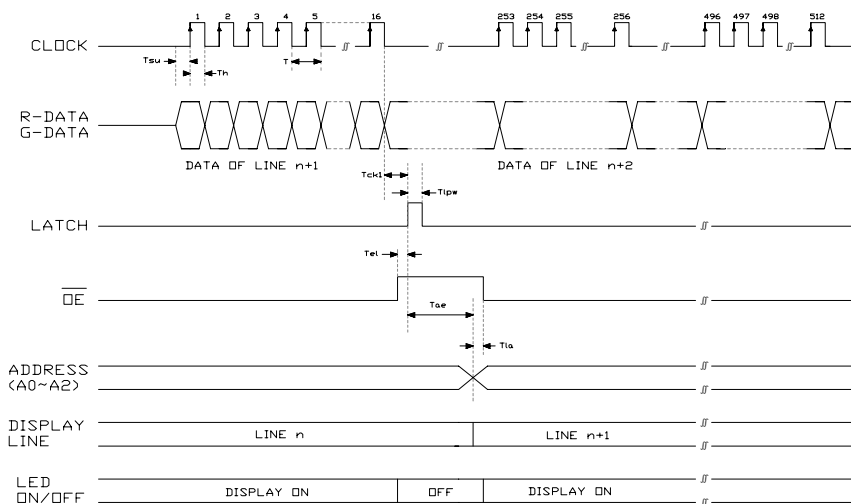 1 2 3 4 5 16 253 254 255 256 496 497 498 512
CLOCK
Tsu Th T
R-DATA
G-DATA
DATA OF LINE n+1 DATA OF LINE n+2
Tck1 Tlpw
LATCH
Tel
OE
Tae
Tla
ADDRESS
(A0~A2)
DISPLAY
LINE
LINE n LINE n+1
LED
ON/OFF
DISPLAY ON OFF DISPLAY ON